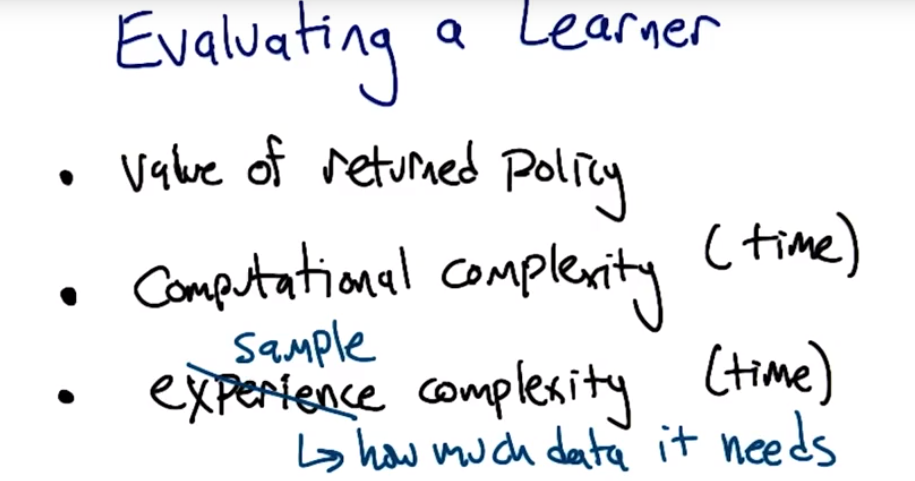 Evaluating a Learner
• Value of returned Policy
• Computational complexity (time)
sample
• experience complexity (time)
↳ how much data it needs